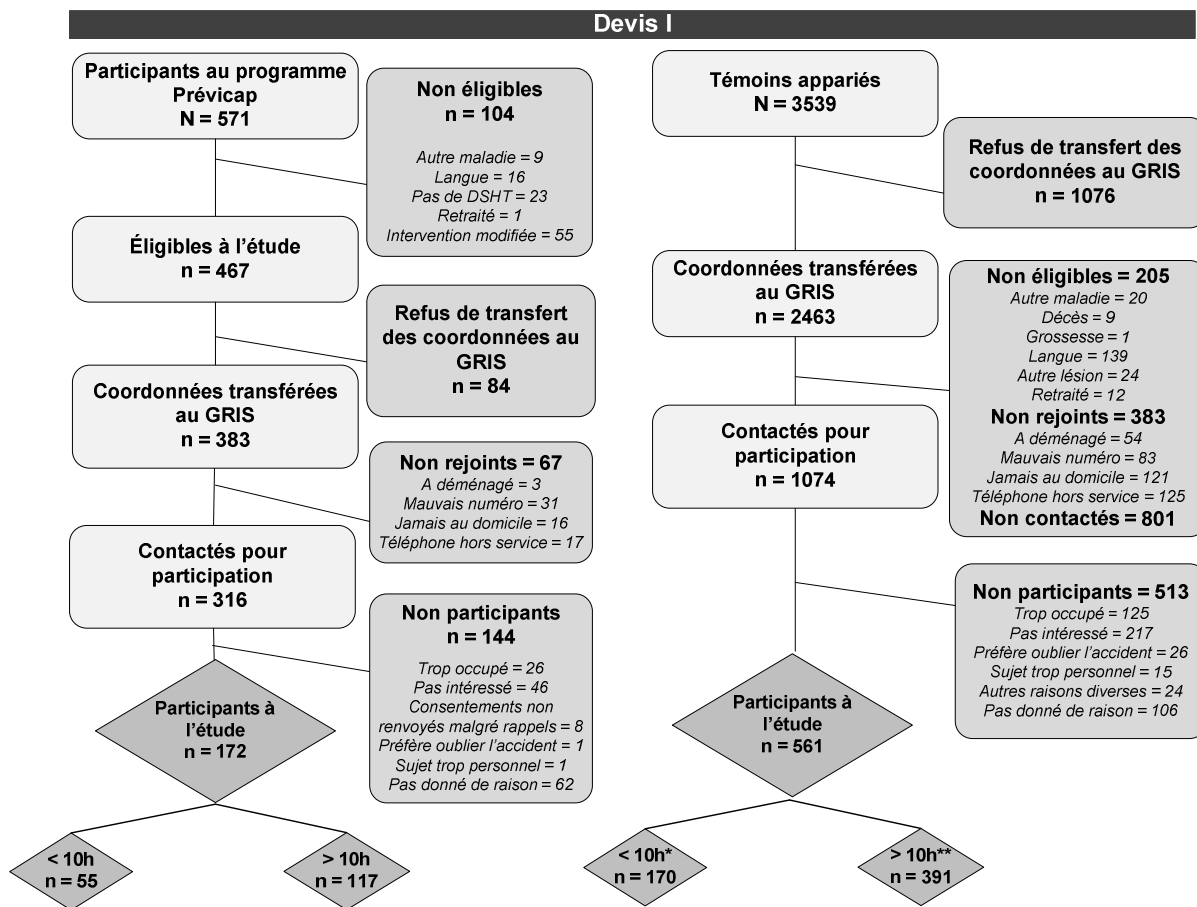 Devis I
Participants au programme
Prévicap
N = 571
Non éligibles
n = 104
Autre maladie = 9
Langue = 16
Pas de DSHT = 23
Retraité = 1
Intervention modifiée = 55
Éligibles à l'étude
n = 467
Refus de transfert
des coordonnées au
GRIS
n = 84
Coordonnées transférées
au GRIS
n = 383
Non rejoints = 67
A déménagé = 3
Mauvais numéro = 31
Jamais au domicile = 16
Téléphone hors service = 17
Contactés pour
participation
n = 316
Non participants
n = 144
Trop occupé = 26
Pas intéressé = 46
Consentements non
renvoyés malgré rappels = 8
Préfère oublier l'accident = 1
Sujet trop personnel = 1
Pas donné de raison = 62
Participants à
l'étude
n = 172
< 10h
n = 55
> 10h
n = 117
Témoins appariés
N = 3539
Refus de transfert des
coordonnées au GRIS
n = 1076
Coordonnées transférées
au GRIS
n = 2463
Non éligibles = 205
Autre maladie = 20
Décès = 9
Grossesse = 1
Langue = 139
Autre lésion = 24
Retraité = 12
Non rejoints = 383
A déménagé = 54
Mauvais numéro = 83
Jamais au domicile = 121
Téléphone hors service = 125
Non contactés = 801
Contactés pour
participation
n = 1074
Non participants = 513
Trop occupé = 125
Pas intéressé = 217
Préfère oublier l'accident = 26
Sujet trop personnel = 15
Autres raisons diverses = 24
Pas donné de raison = 106
Participants à
l'étude
n = 561
< 10h*
n = 170
> 10h**
n = 391